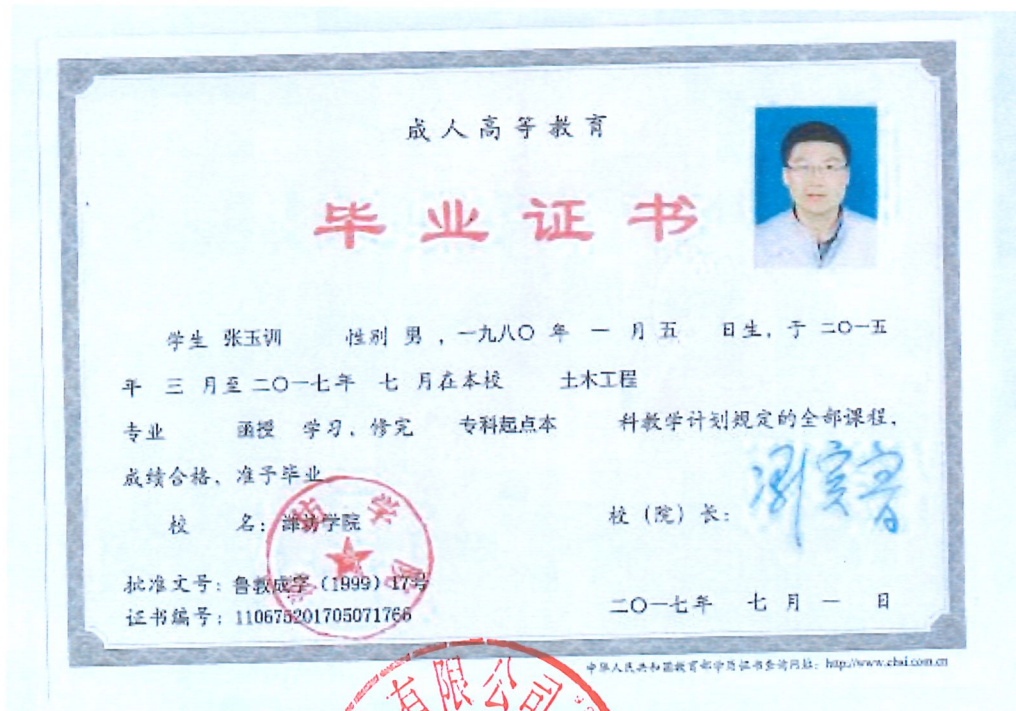 成人高等教育
毕业证书
学生 张玉训 性别 男 ，一九八〇 年 一 月 五 日生，于 二〇一五
年 三 月至 二〇一七年 七 月在本校 土木工程
专业 函授 学习，修完 专科起点本 科教学计划规定的全部课程，
成绩合格，准予毕业
校 名：潍坊学院
校（院）长：
批准文号：鲁教成字（1999）17号
证书编号：110675201705071766
二〇一七年 七 月 一 日
潍坊学院
中华人民共和国教育部学历证书查询网址：http://www.chsi.com.cn
有限公司